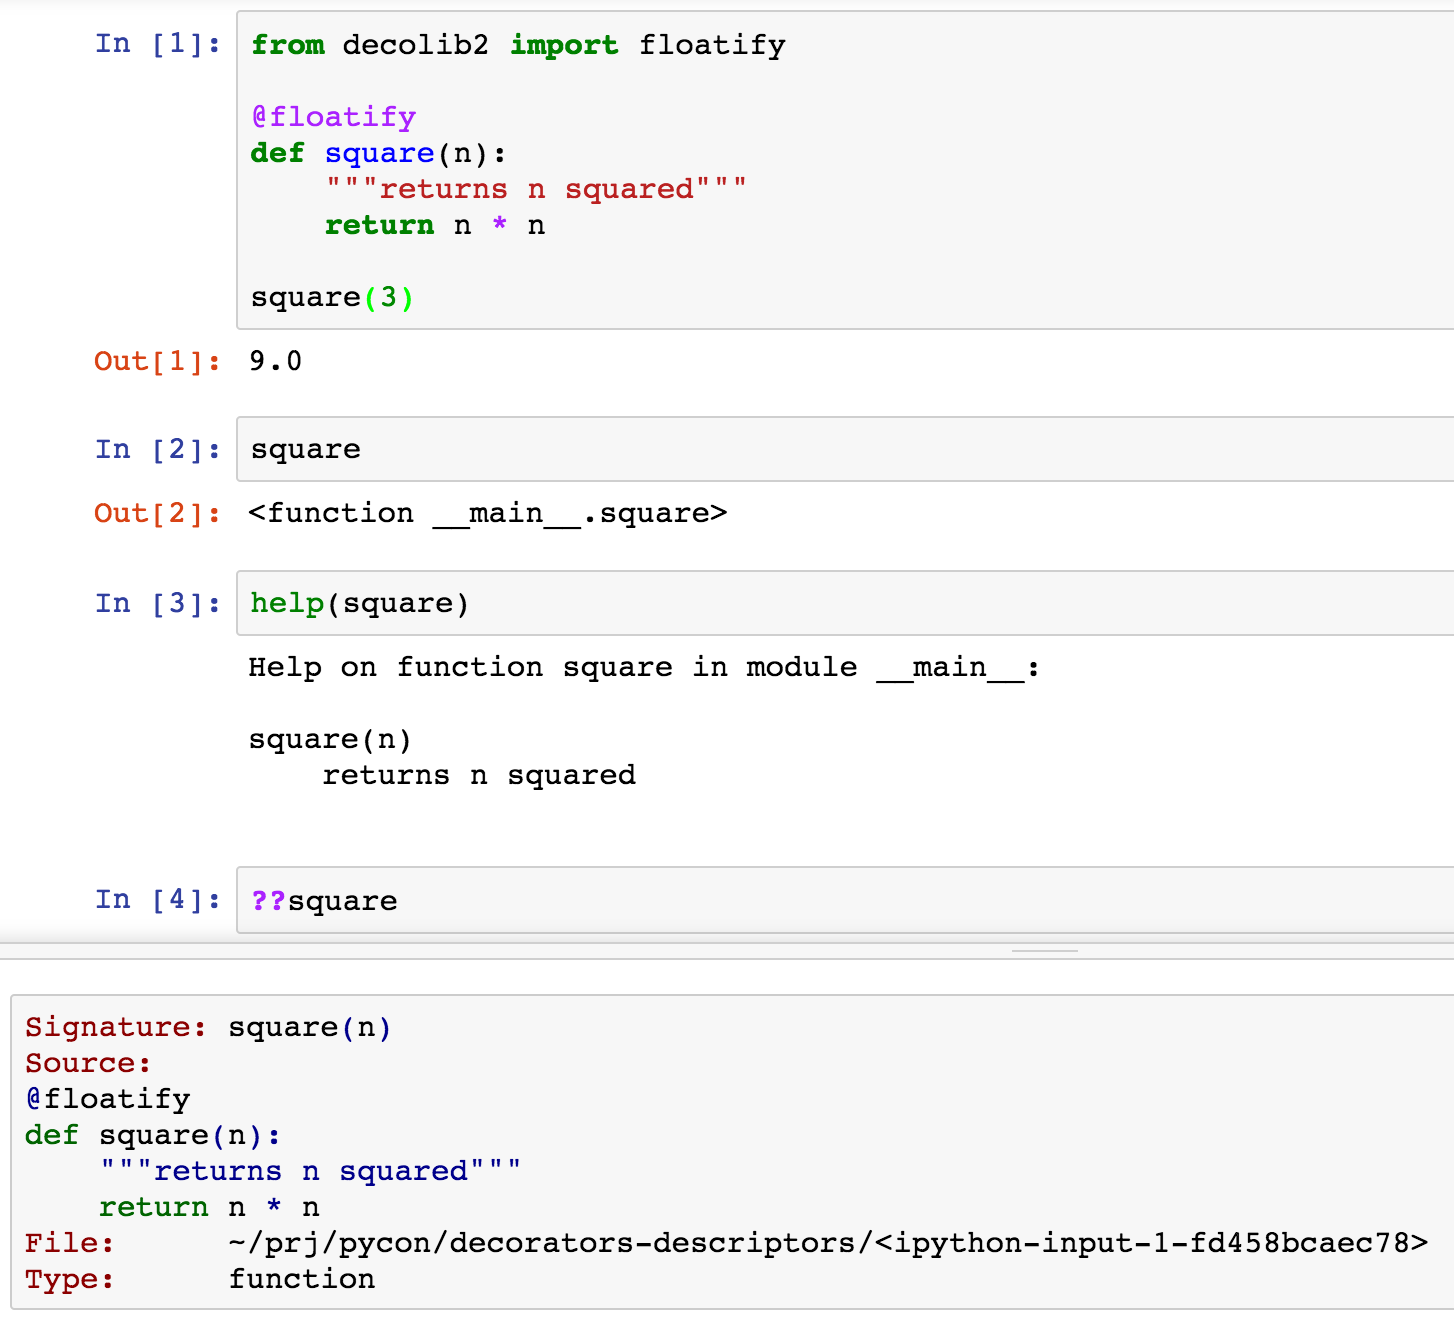 In [1]: from decolib2 import floatify
@floatify
def square(n):
    """returns n squared"""
    return n * n
square(3)
Out[1]: 9.0
In [2]: square
Out[2]: <function __main__.square>
In [3]: help(square)
Help on function square in module __main__:
square(n)
    returns n squared
In [4]: ??square
Signature: square(n)
Source:
@floatify
def square(n):
    """returns n squared"""
    return n * n
File:      ~/prj/pycon/decorators-descriptors/<ipython-input-1-fd458bcaec78>
Type:      function